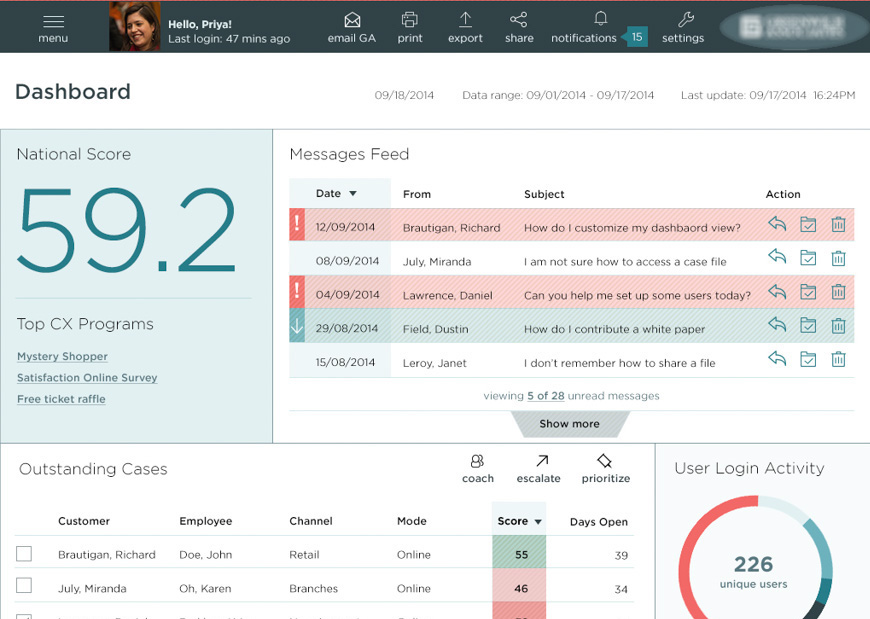 Hello, Priya!
Last login: 47 mins ago
menu
email GA
print
export
share
notifications
15
settings
Dashboard
09/18/2014
Data range: 09/01/2014 - 09/17/2014
Last update: 09/17/2014 16:24PM
National Score
59.2
Top CX Programs
Mystery Shopper
Satisfaction Online Survey
Free ticket raffle
Messages Feed
Date From Subject Action
! 12/09/2014 Brautigan, Richard How do I customize my dashbaord view?
08/09/2014 July, Miranda I am not sure how to access a case file
! 04/09/2014 Lawrence, Daniel Can you help me set up some users today?
29/08/2014 Field, Dustin How do I contribute a white paper
15/08/2014 Leroy, Janet I don't remember how to share a file
viewing 5 of 28 unread messages
Show more
Outstanding Cases
coach
escalate
prioritize
Customer Employee Channel Mode Score Days Open
Brautigan, Richard Doe, John Retail Online 55 39
July, Miranda Oh, Karen Branches Online 46 34
User Login Activity
226
unique users